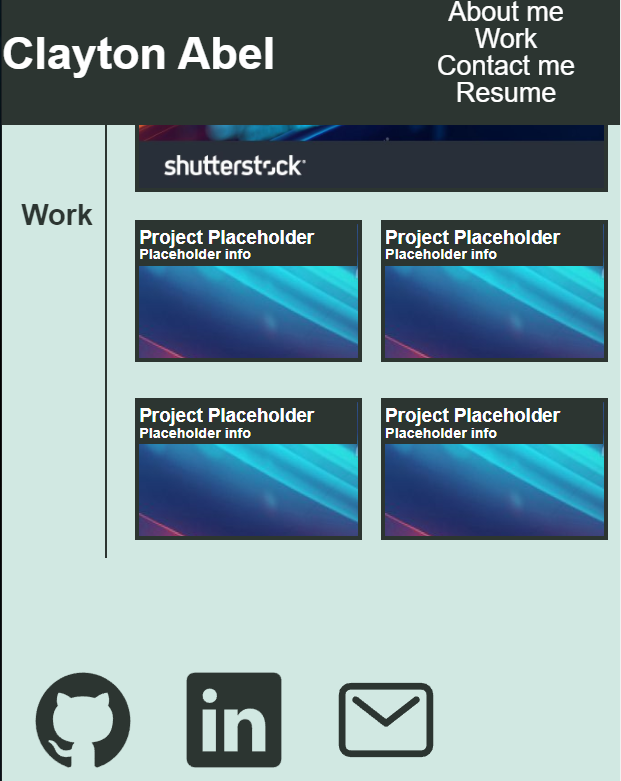 About me
Clayton Abel
Work
Contact me
Resume
shutterstock
Work
Project Placeholder
Placeholder info
Project Placeholder
Placeholder info
Project Placeholder
Placeholder info
Project Placeholder
Placeholder info
in